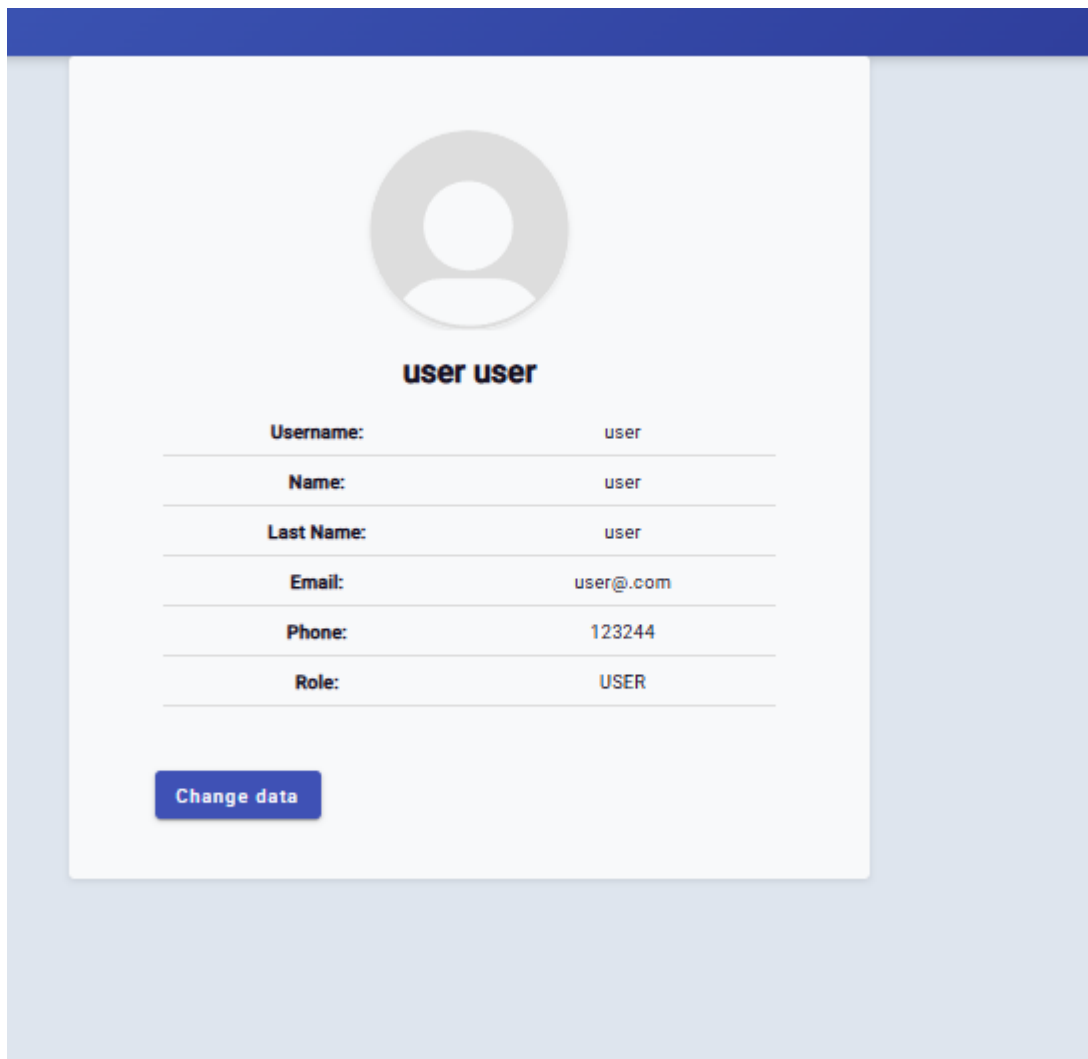 user user
Username: user
Name: user
Last Name: user
Email: user@.com
Phone: 123244
Role: USER
Change data